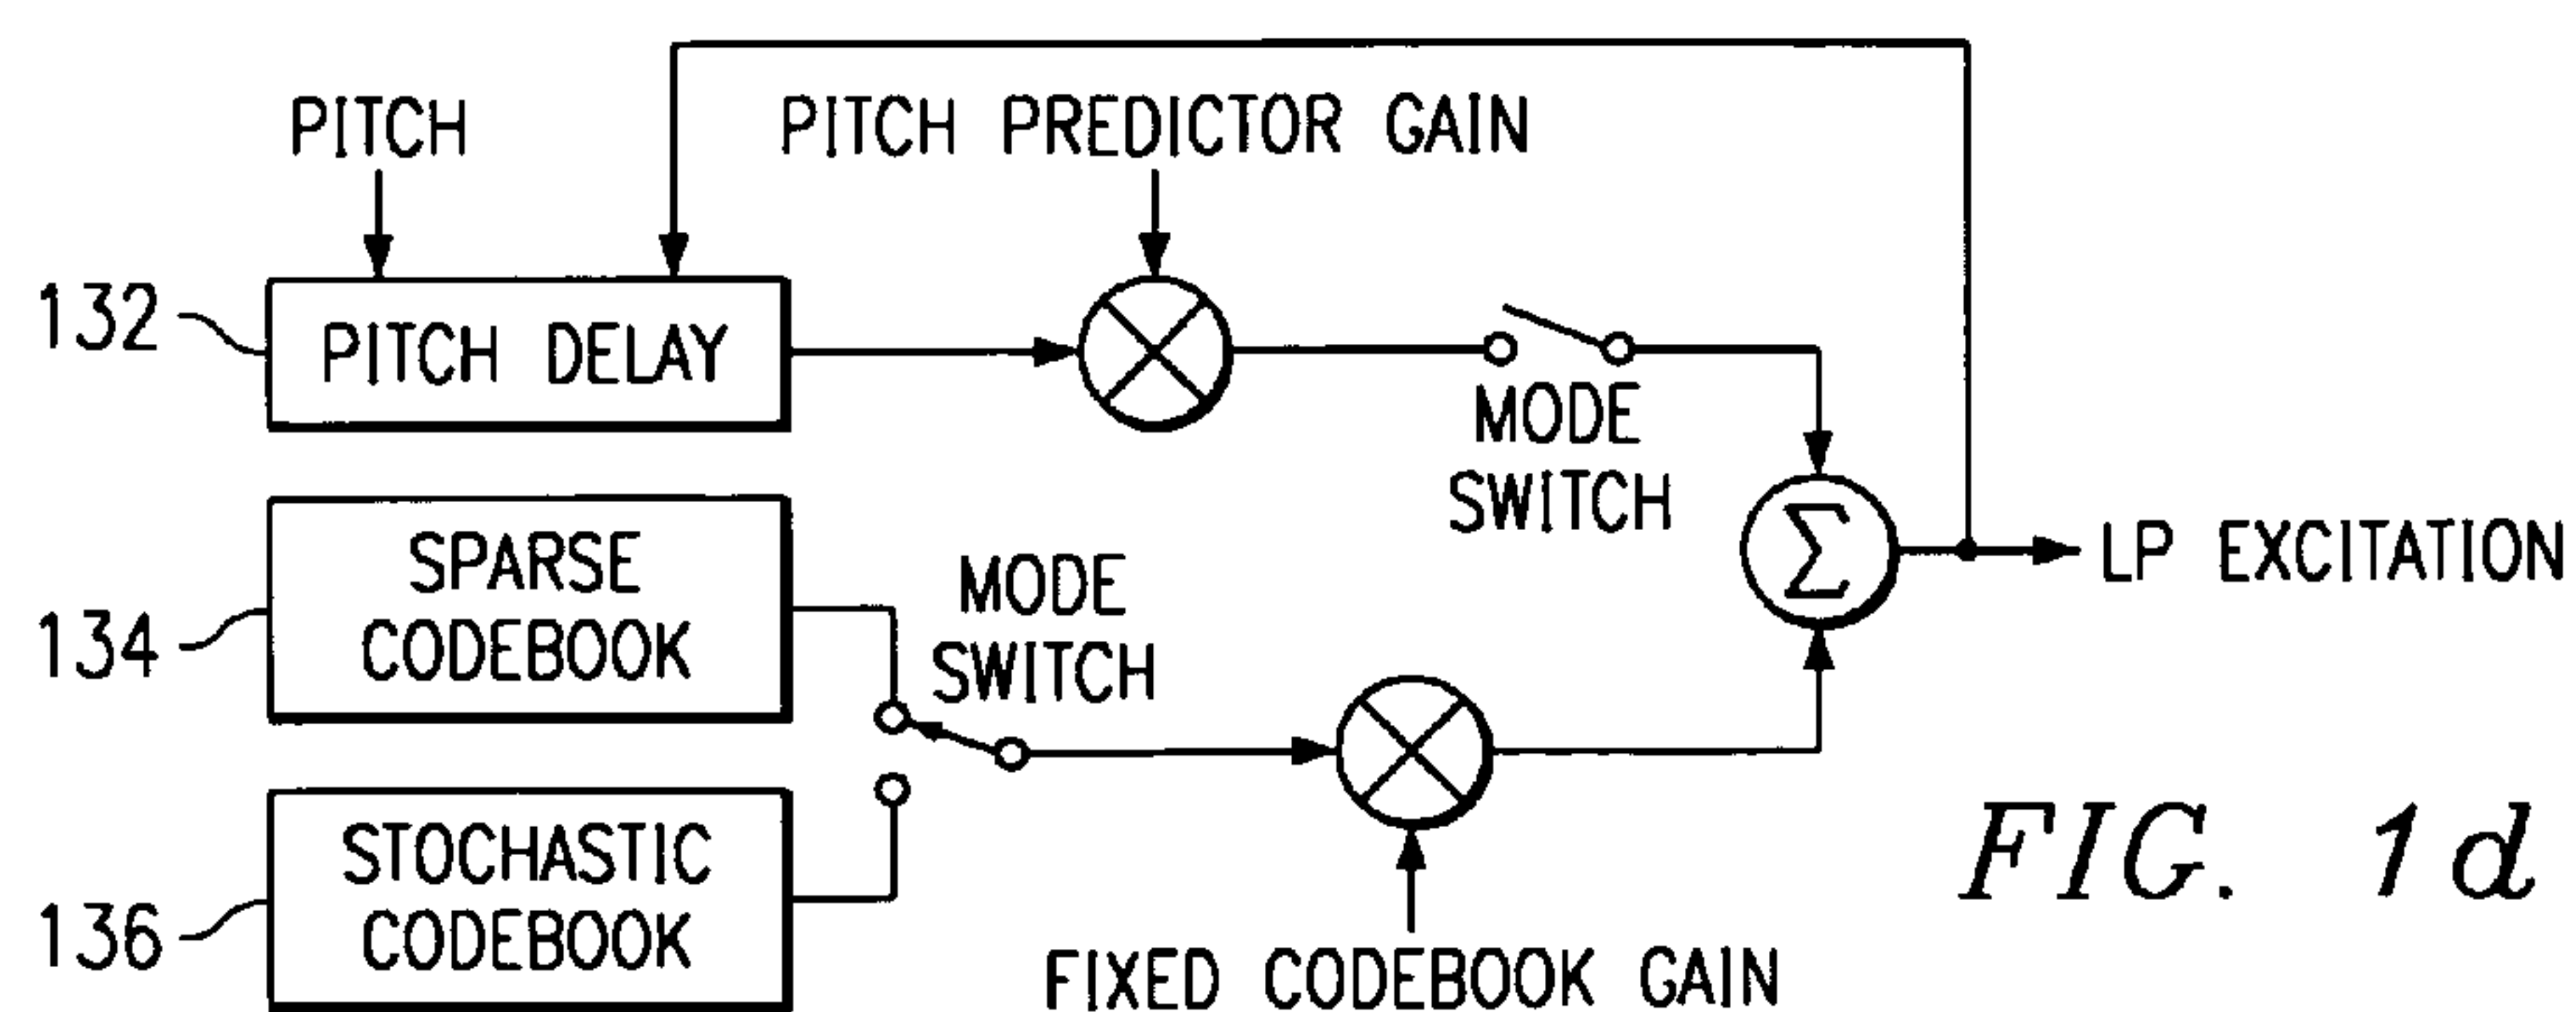 PITCH
PITCH PREDICTOR GAIN
132
PITCH DELAY
MODE
SWITCH
134
SPARSE
CODEBOOK
MODE
SWITCH
Σ
LP EXCITATION
136
STOCHASTIC
CODEBOOK
FIXED CODEBOOK GAIN
FIG. 1d